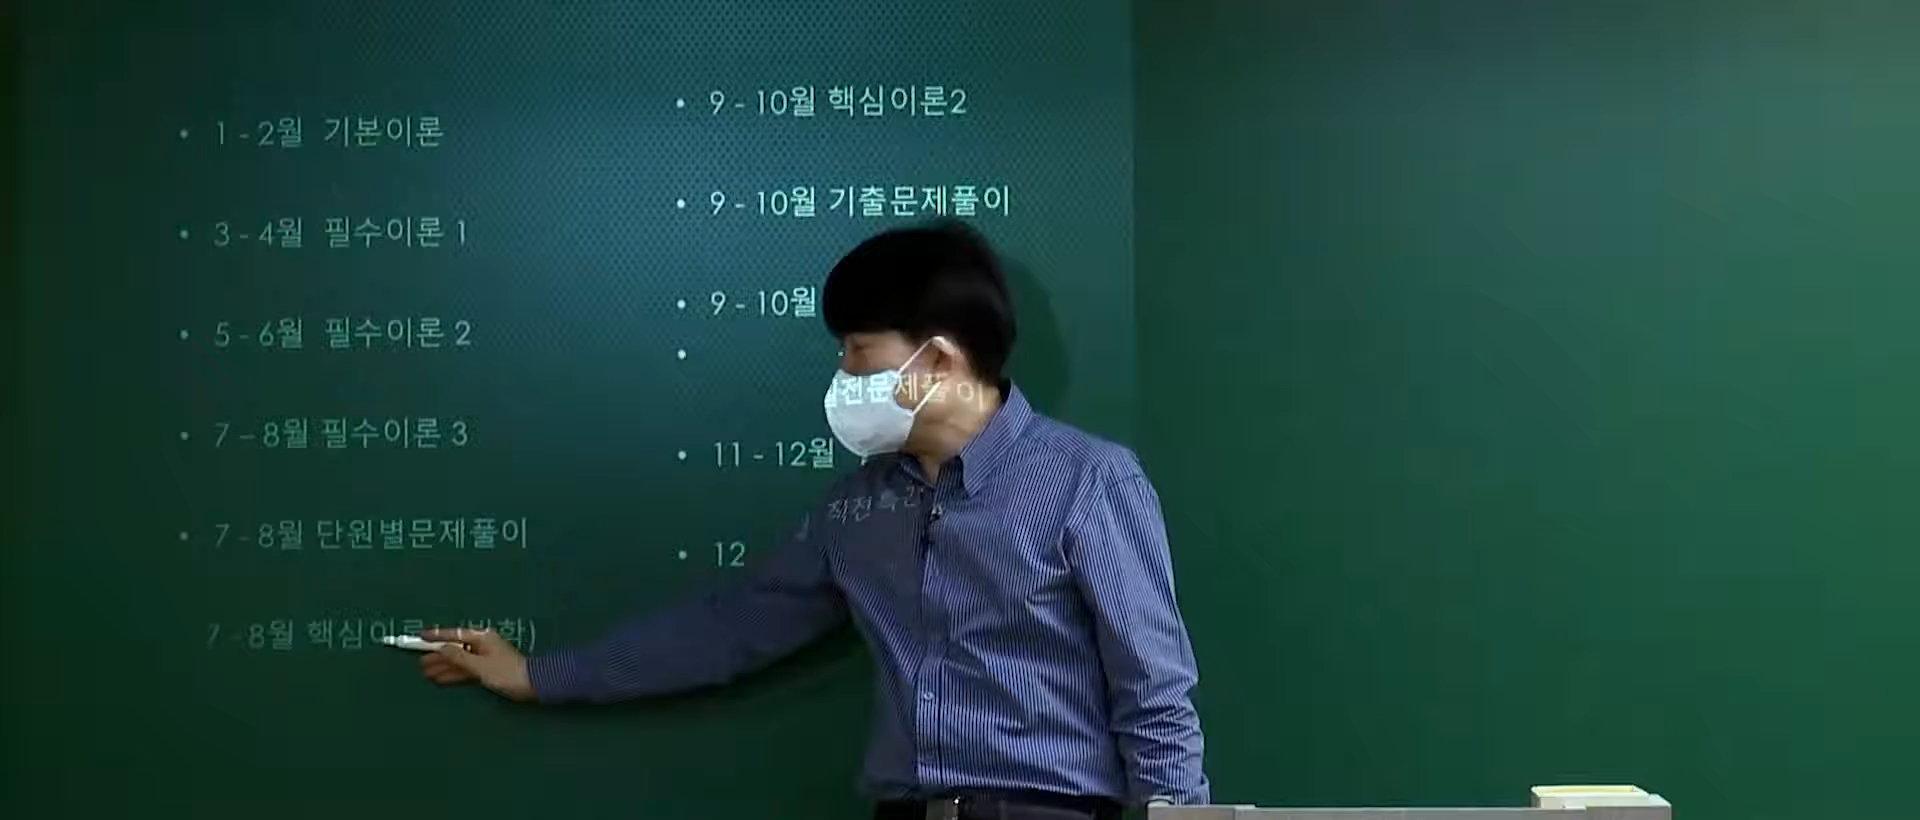 • 1 - 2월 기본이론
• 3 - 4월 필수이론 1
• 5 - 6월 필수이론 2
• 7 - 8월 필수이론 3
• 7 - 8월 단원별문제풀이
7 - 8월 핵심이론1 (방학)
• 9 - 10월 핵심이론2
• 9 - 10월 기출문제풀이
• 9 - 10월
•
전문제풀이
• 11 - 12월
직전특강
• 12